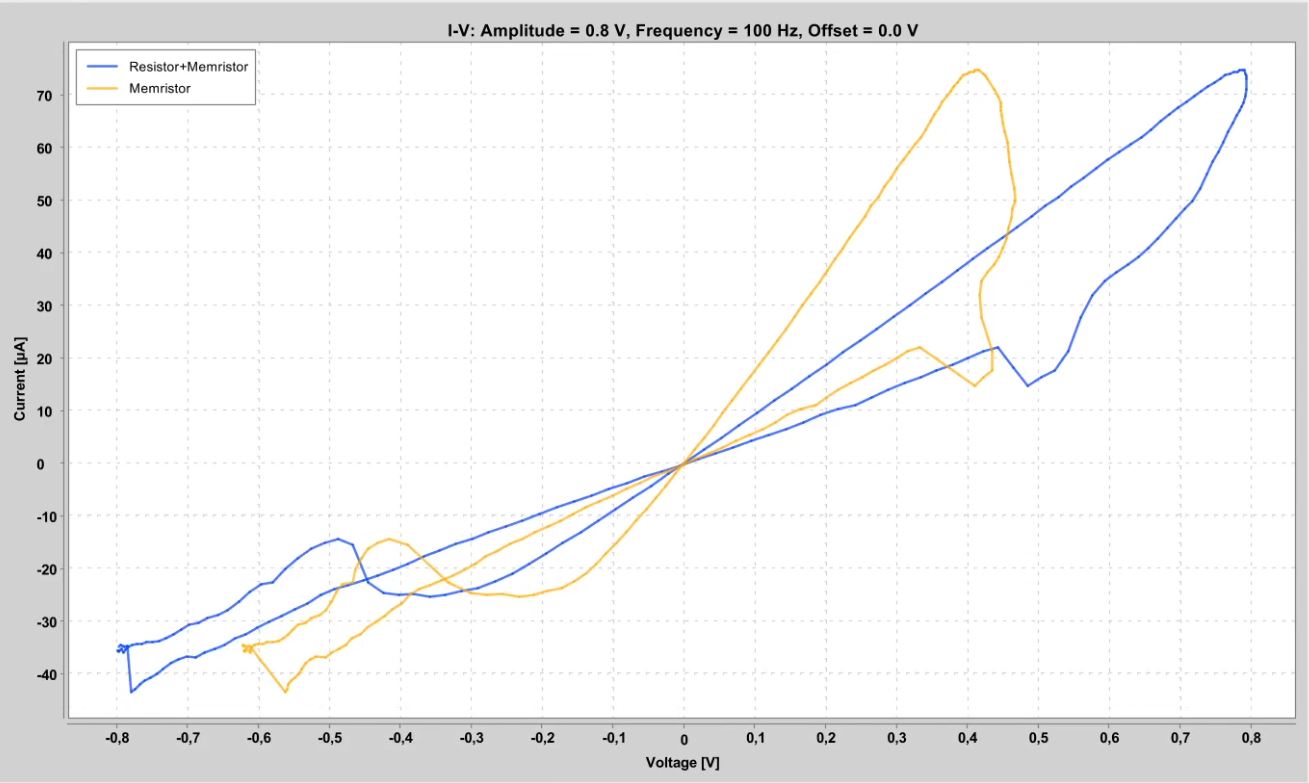 I-V: Amplitude = 0.8 V, Frequency = 100 Hz, Offset = 0.0 V
Resistor+Memristor
Memristor
70
60
50
40
30
20
10
0
-10
-20
-30
-40
Current [μA]
-0,8 -0,7 -0,6 -0,5 -0,4 -0,3 -0,2 -0,1 0 0,1 0,2 0,3 0,4 0,5 0,6 0,7 0,8
Voltage [V]